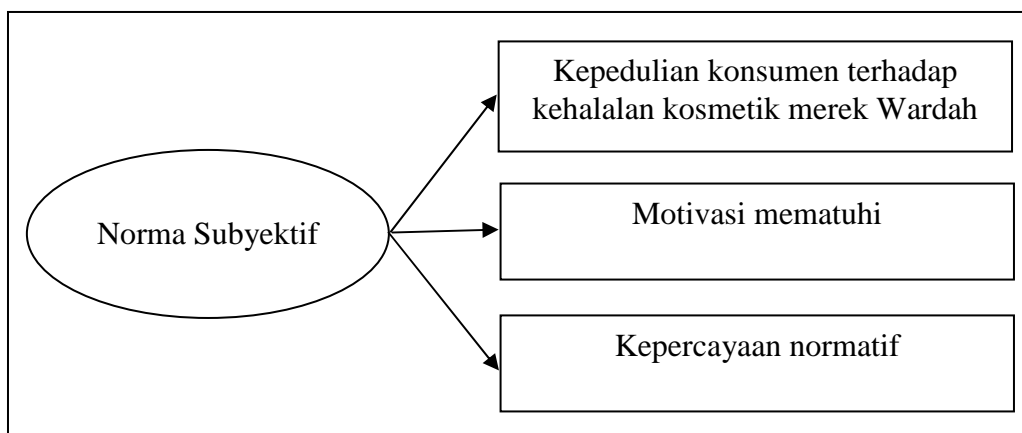 Kepedulian konsumen terhadap
kehalalan kosmetik merek Wardah
Norma Subyektif
Motivasi mematuhi
Kepercayaan normatif